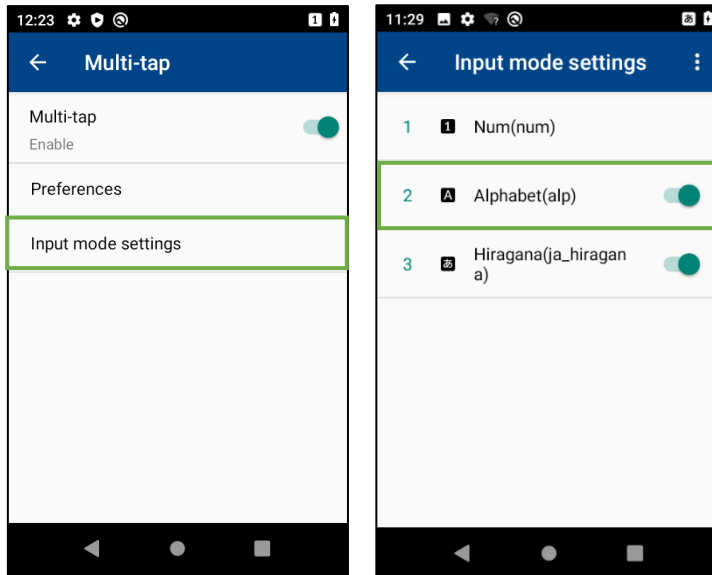 12:23
1
Multi-tap
Multi-tap
Enable
Preferences
Input mode settings
11:29
?
あ
Input mode settings
1 1 Num(num)
2 A Alphabet(alp)
3 あ Hiragana(ja_hiragan
a)